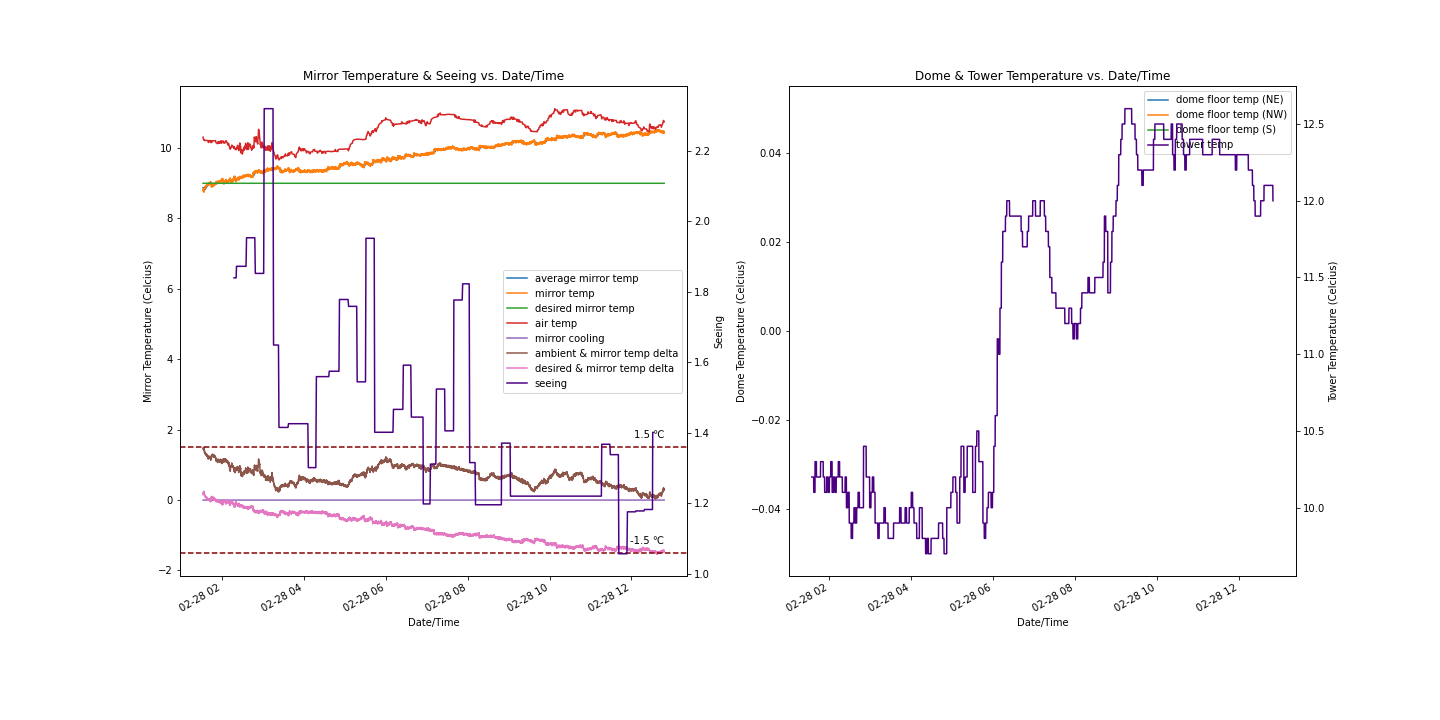 Mirror Temperature & Seeing vs. Date/Time
Mirror Temperature (Celcius)
10
8
6
4
2
0
−2
2.2
2.0
1.8
1.6
1.4
1.2
1.0
Seeing
average mirror temp
mirror temp
desired mirror temp
air temp
mirror cooling
ambient & mirror temp delta
desired & mirror temp delta
seeing
1.5 °C
-1.5 °C
02-28 02
02-28 04
02-28 06
02-28 08
02-28 10
02-28 12
Date/Time
Dome & Tower Temperature vs. Date/Time
Dome Temperature (Celcius)
0.04
0.02
0.00
−0.02
−0.04
dome floor temp (NE)
dome floor temp (NW)
dome floor temp (S)
tower temp
12.5
12.0
11.5
11.0
10.5
10.0
Tower Temperature (Celcius)
02-28 02
02-28 04
02-28 06
02-28 08
02-28 10
02-28 12
Date/Time